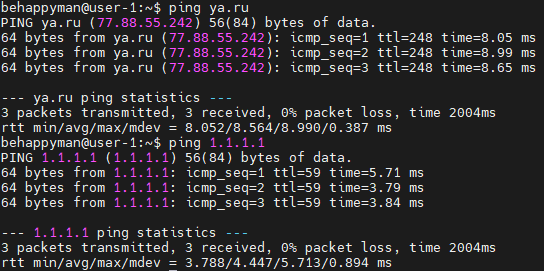 behappyman@user-1:~$ ping ya.ru
PING ya.ru (77.88.55.242) 56(84) bytes of data.
64 bytes from ya.ru (77.88.55.242): icmp_seq=1 ttl=248 time=8.05 ms
64 bytes from ya.ru (77.88.55.242): icmp_seq=2 ttl=248 time=8.99 ms
64 bytes from ya.ru (77.88.55.242): icmp_seq=3 ttl=248 time=8.65 ms
--- ya.ru ping statistics ---
3 packets transmitted, 3 received, 0% packet loss, time 2004ms
rtt min/avg/max/mdev = 8.052/8.564/8.990/0.387 ms
behappyman@user-1:~$ ping 1.1.1.1
PING 1.1.1.1 (1.1.1.1) 56(84) bytes of data.
64 bytes from 1.1.1.1: icmp_seq=1 ttl=59 time=5.71 ms
64 bytes from 1.1.1.1: icmp_seq=2 ttl=59 time=3.79 ms
64 bytes from 1.1.1.1: icmp_seq=3 ttl=59 time=3.84 ms
--- 1.1.1.1 ping statistics ---
3 packets transmitted, 3 received, 0% packet loss, time 2004ms
rtt min/avg/max/mdev = 3.788/4.447/5.713/0.894 ms